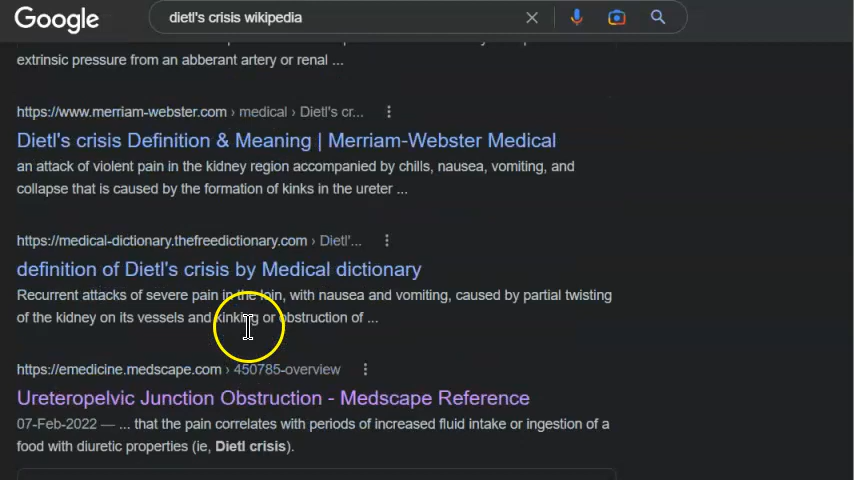 Google
dietl's crisis wikipedia
extrinsic pressure from an abberant artery or renal ...
https://www.merriam-webster.com › medical › Dietl's cr...
Dietl's crisis Definition & Meaning | Merriam-Webster Medical
an attack of violent pain in the kidney region accompanied by chills, nausea, vomiting, and
collapse that is caused by the formation of kinks in the ureter ...
https://medical-dictionary.thefreedictionary.com › Dietl'...
definition of Dietl's crisis by Medical dictionary
Recurrent attacks of severe pain in the loin, with nausea and vomiting, caused by partial twisting
of the kidney on its vessels and kinking or obstruction of ...
https://emedicine.medscape.com › 450785-overview
Ureteropelvic Junction Obstruction - Medscape Reference
07-Feb-2022 — ... that the pain correlates with periods of increased fluid intake or ingestion of a
food with diuretic properties (ie, Dietl crisis).